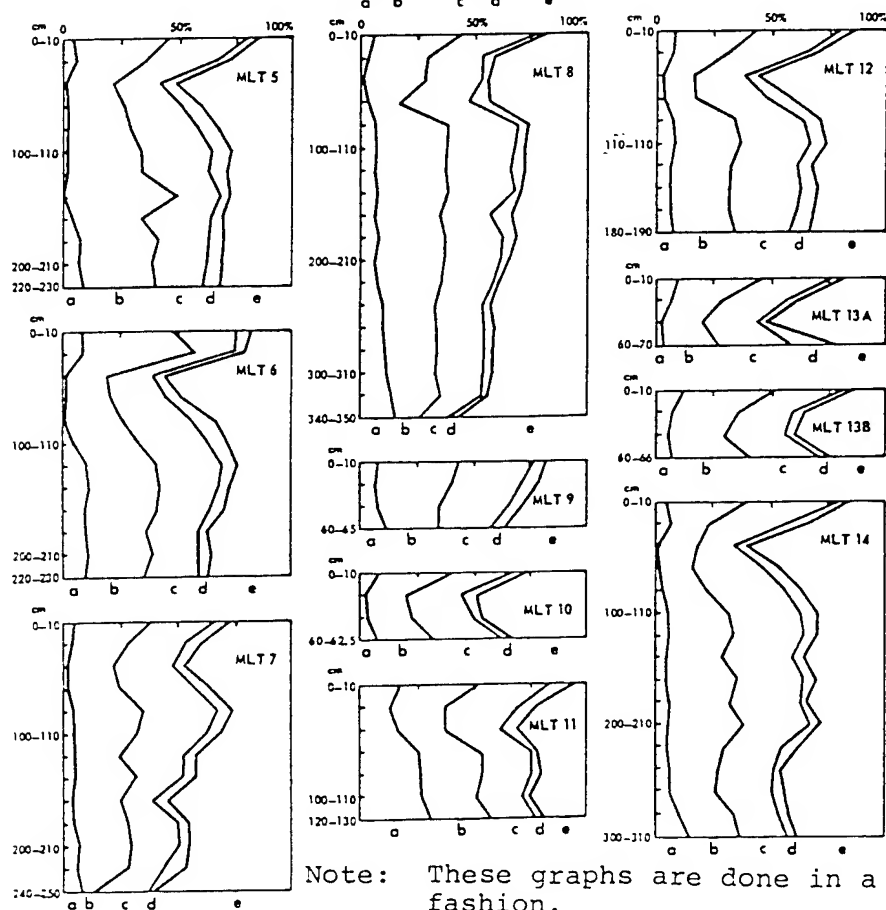 cm 0 50% 100%
0-10
MLT 5
100-110
200-210
220-230
a b c d e
0-10
MLT 6
100-110
200-210
220-230
a b c d e
cm
0-10
MLT 7
100-110
200-210
240-250
a b c d e
a b c d e
cm 0 50% 100%
0-10
MLT 8
100-110
200-210
300-310
340-350
a b c d e
cm
0-10
MLT 9
60-65
a b c d e
cm
0-10
MLT 10
60-62.5
a b c d e
cm
0-10
MLT 11
100-110
120-130
a b c d e
cm 0 50% 100%
0-10
MLT 12
110-110
180-190
a b c d e
cm
0-10
MLT 13A
60-70
a b c d e
cm
0-10
MLT 13B
60-66
a b c d e
cm
0-10
MLT 14
100-110
200-210
300-310
a b c d e
Note: These graphs are done in a
fashion.